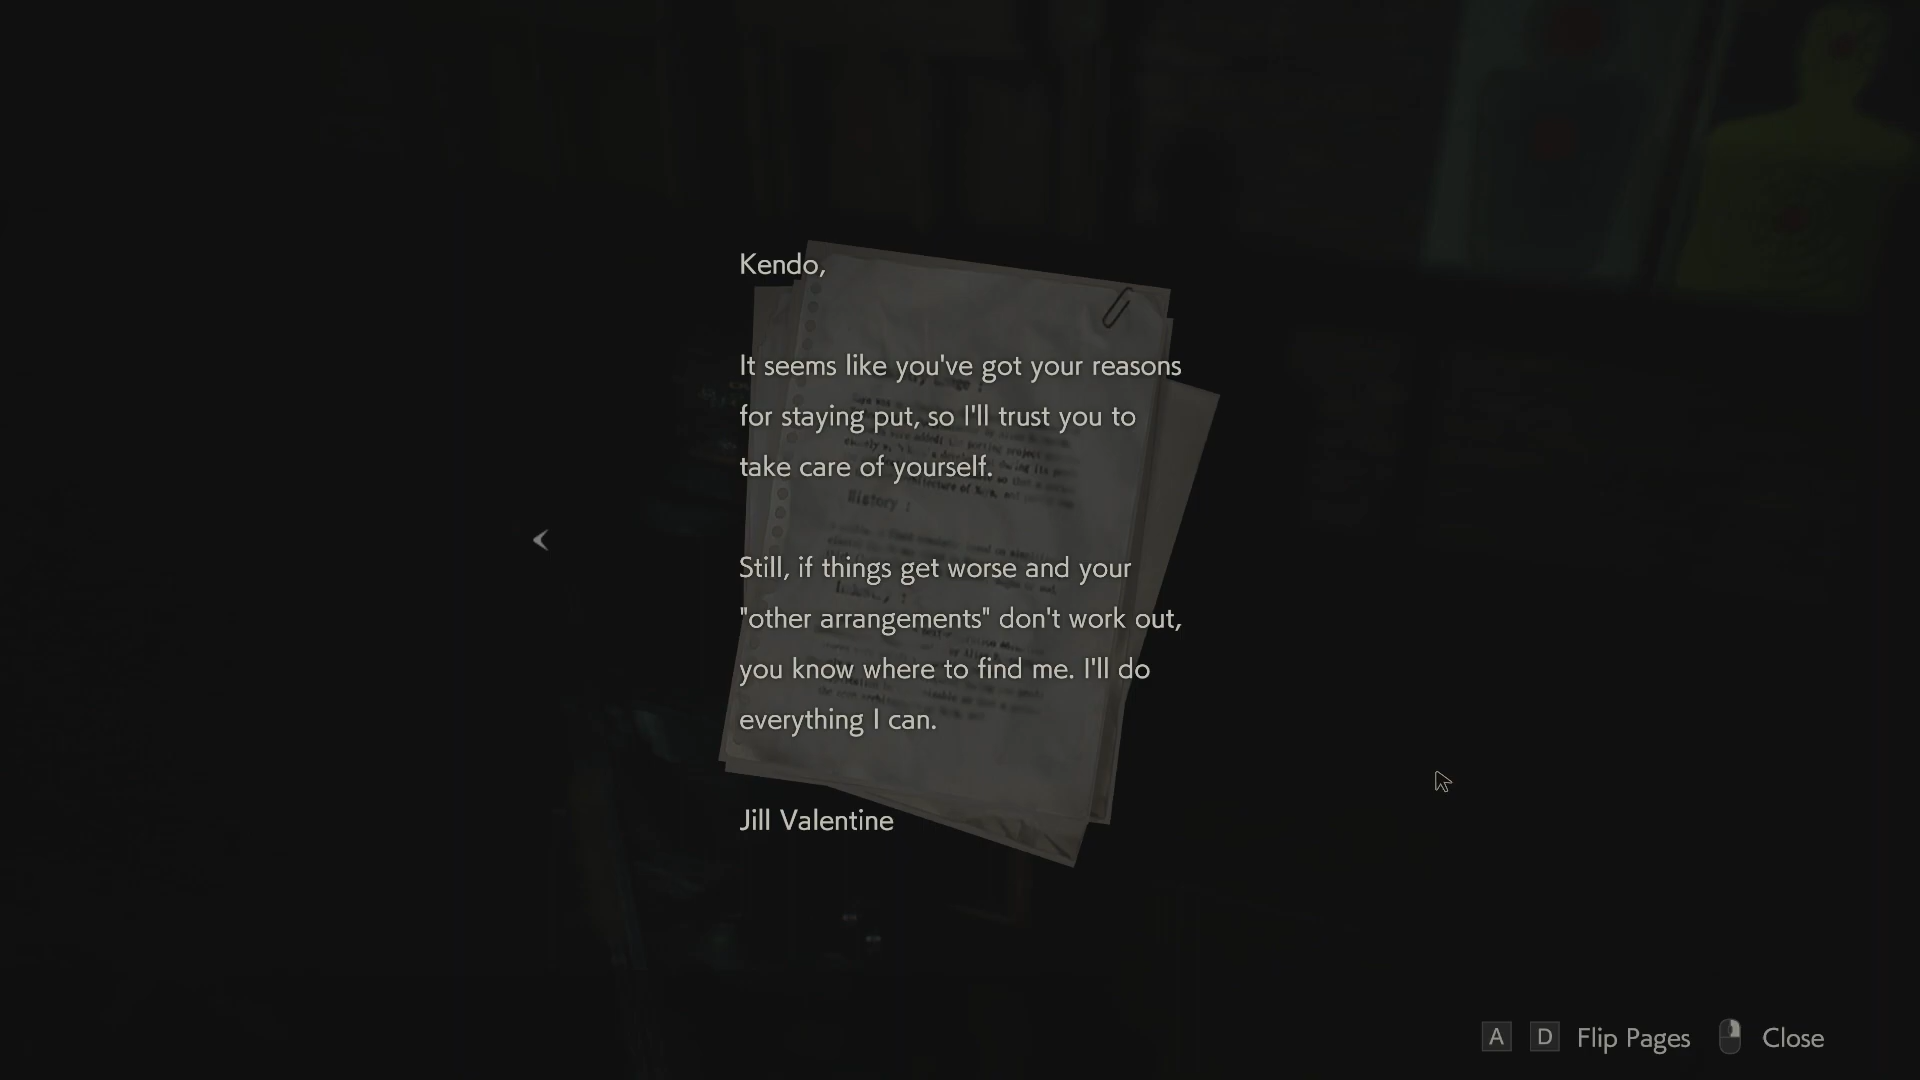 Kendo,
It seems like you've got your reasons
for staying put, so I'll trust you to
take care of yourself.
History :
Still, if things get worse and your
"other arrangements" don't work out,
you know where to find me. I'll do
everything I can.
Jill Valentine
A D Flip Pages Close